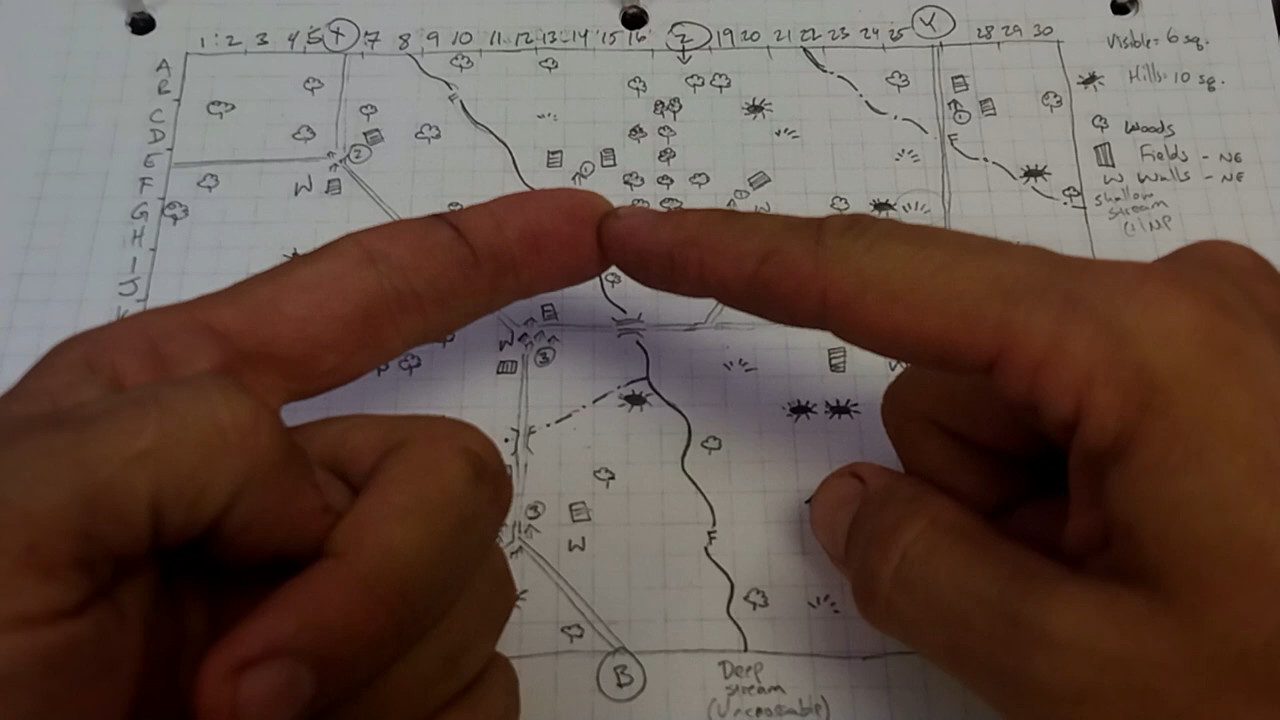 1 2 3 4 5 X 7 8 9 10 11 12 13 14 15 16 Z 19 20 21 22 23 24 25 Y 28 29 30
Visible = 6 sq.
Hills = 10 sq.
Woods
Fields - NE
W Walls - NE
Shallow
stream
A
B
C
D
E
F
G
H
I
J
K
2
W
W
W
3
W
3
W
B
Deep
stream
(Uncrossable)